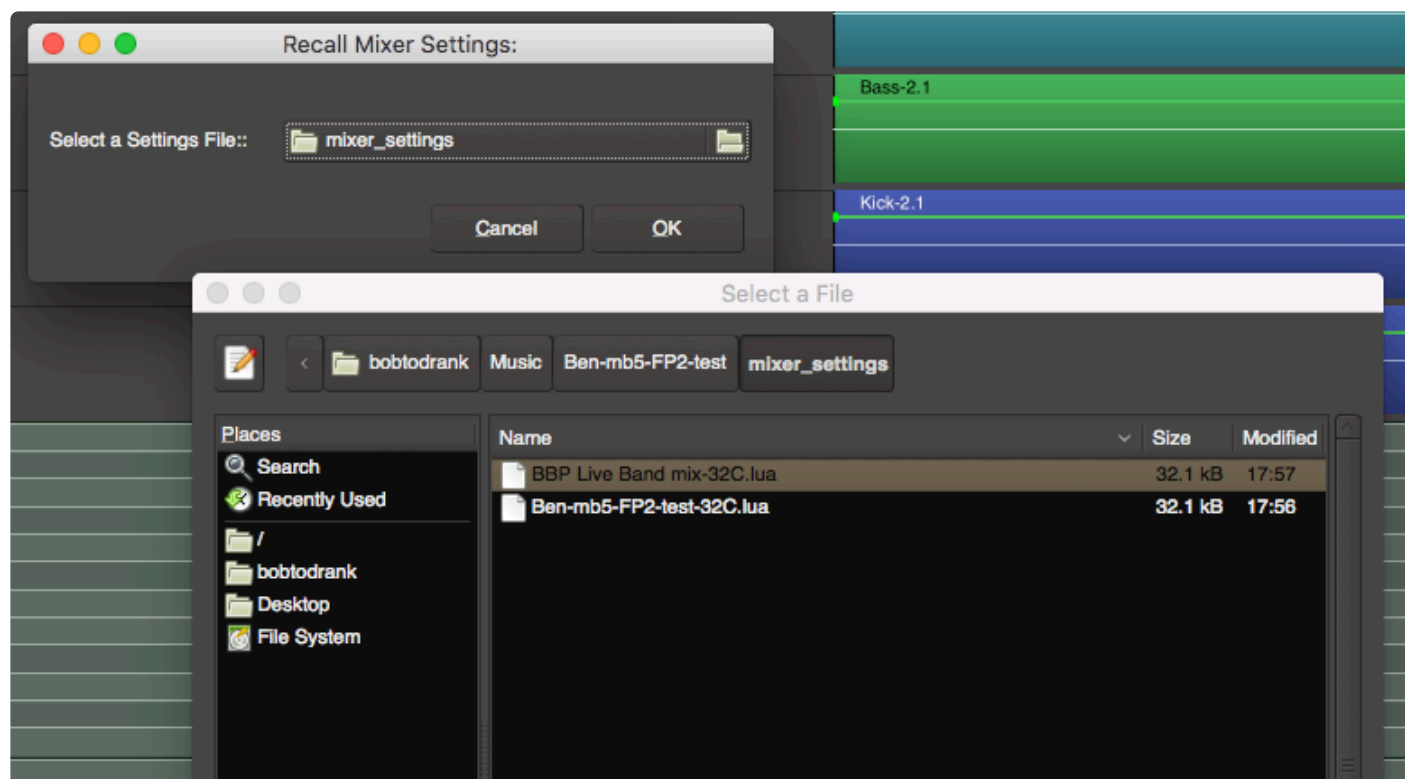 Recall Mixer Settings:
Bass-2.1
Select a Settings File::
mixer_settings
Kick-2.1
Cancel
OK
Select a File
bobtodrank Music Ben-mb5-FP2-test mixer_settings
Places
Name Size Modified
Search
BBP Live Band mix-32C.lua 32.1 kB 17:57
Recently Used
Ben-mb5-FP2-test-32C.lua 32.1 kB 17:56
/
bobtodrank
Desktop
File System